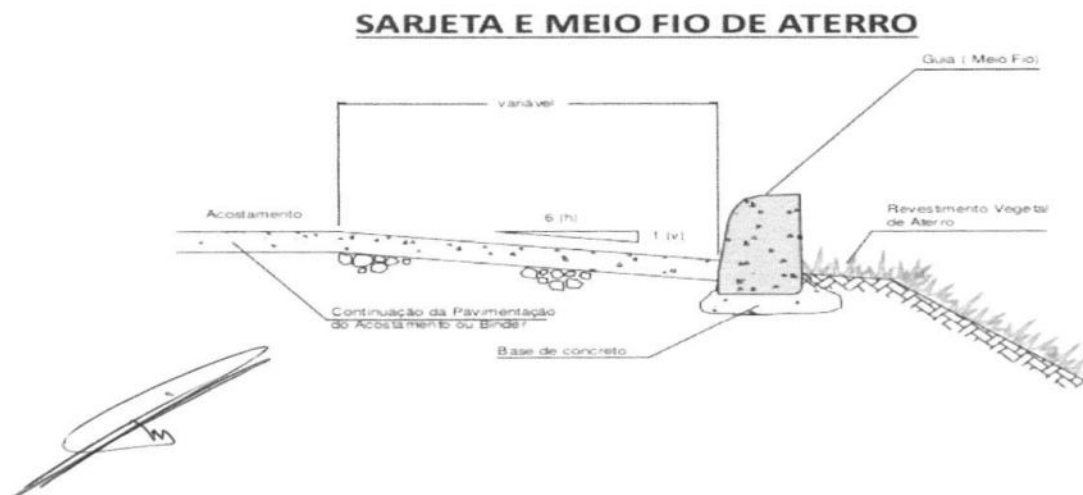 SARJETA E MEIO FIO DE ATERRO
Guia ( Meio Fio)
variável
Acostamento
6 (h)
1 (v)
Revestimento Vegetal
de Aterro
Continuação da Pavimentação
do Acostamento ou Binder
Base de concreto